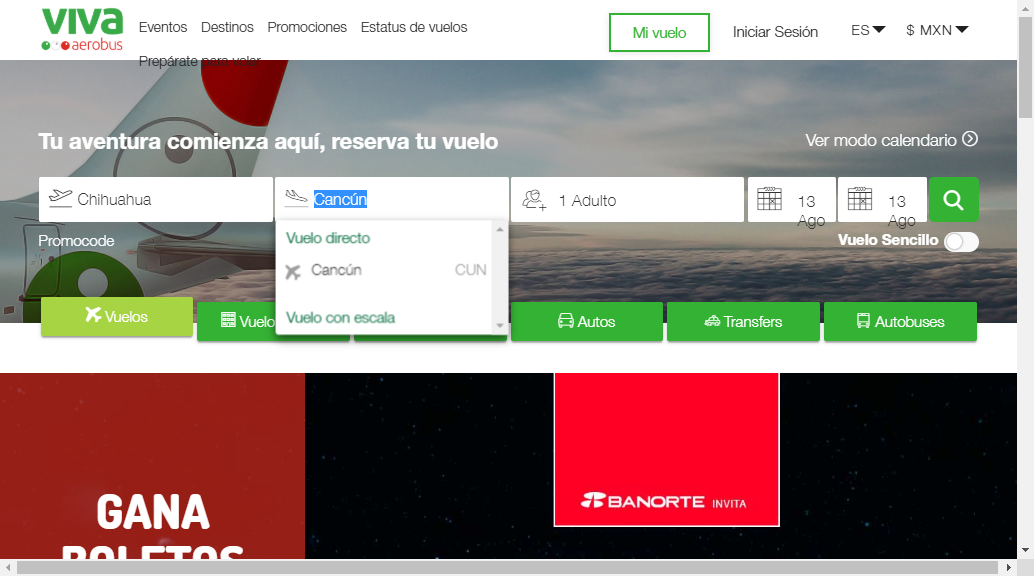 viva
aerobus
Eventos Destinos Promociones Estatus de vuelos
Prepárate para volar
Mi vuelo
Iniciar Sesión
ES
$ MXN
Tu aventura comienza aquí, reserva tu vuelo
Ver modo calendario
Chihuahua
Cancún
1 Adulto
13
Ago
13
Ago
Promocode
Vuelo Sencillo
Vuelo directo
Cancún CUN
Vuelo con escala
Vuelos
Vuelo
Autos
Transfers
Autobuses
GANA
BOLETOS
BANORTE INVITA